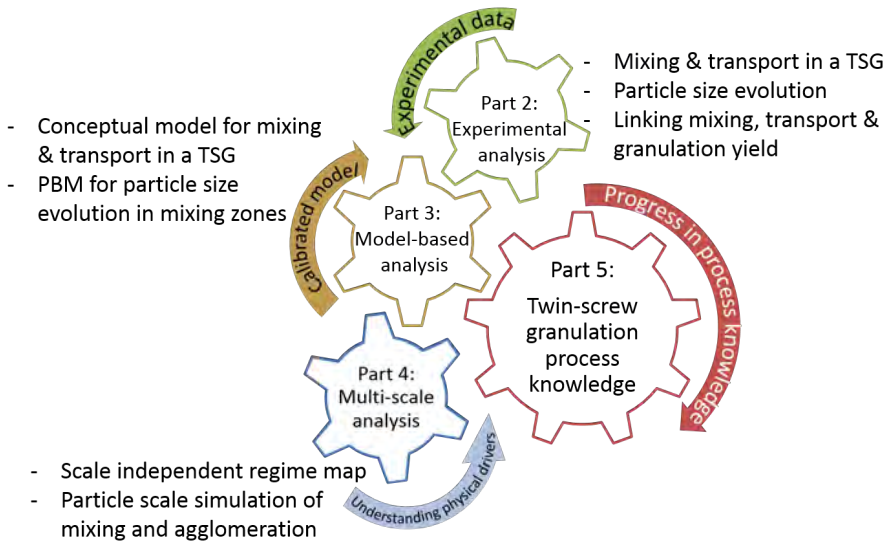 Experimental data
Part 2:
Experimental
analysis
- Mixing & transport in a TSG
- Particle size evolution
- Linking mixing, transport &
granulation yield
- Conceptual model for mixing
& transport in a TSG
- PBM for particle size
evolution in mixing zones
Calibrated model
Part 3:
Model-based
analysis
Progress in process knowledge
Part 5:
Twin-screw
granulation
process
knowledge
Part 4:
Multi-scale
analysis
- Scale independent regime map
- Particle scale simulation of
mixing and agglomeration
Understanding physical drivers